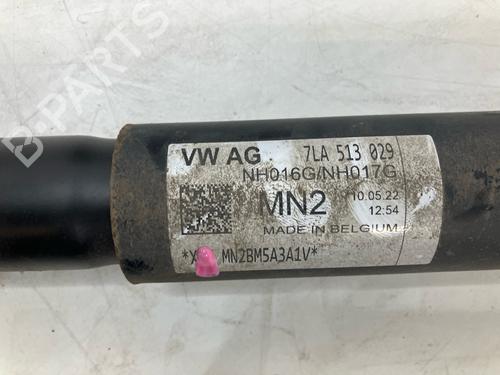 VW AG 7LA 513 029
NH016G/NH017G
MN2 10.05.22
12:54
MADE IN BELGIUM
MN2BM5A3A1V*
B-PARTS